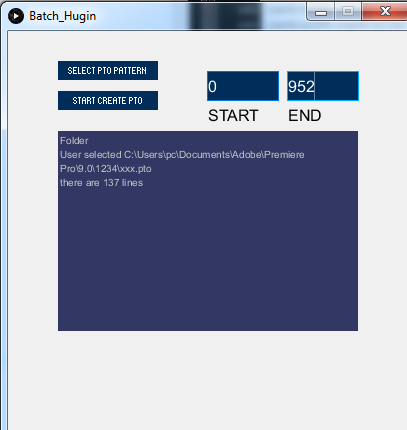 Batch_Hugin
SELECT PTO PATTERN
START CREATE PTO
0
952
START
END
Folder
User selected C:\Users\pc\Documents\Adobe\Premiere
Pro\9.0\1234\xxx.pto
there are 137 lines